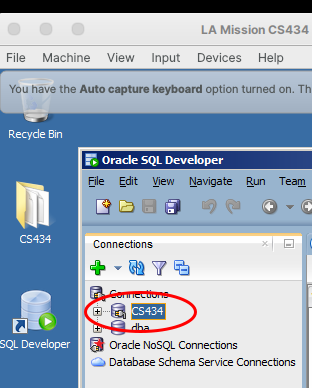 LA Mission CS434
File Machine View Input Devices Help
You have the Auto capture keyboard option turned on. Th
Recycle Bin
Oracle SQL Developer
File Edit View Navigate Run Team
CS434
Connections
Connections
CS434
dba
Oracle NoSQL Connections
SQL Developer
Database Schema Service Connections